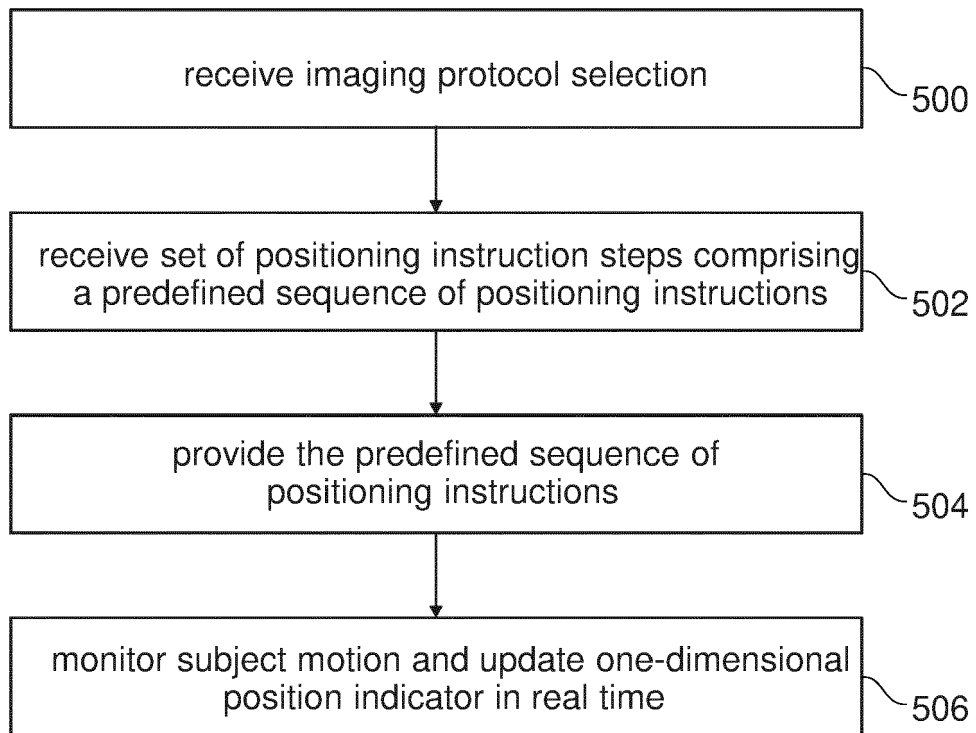 receive imaging protocol selection
500
receive set of positioning instruction steps comprising
a predefined sequence of positioning instructions
502
provide the predefined sequence of
positioning instructions
504
monitor subject motion and update one-dimensional
position indicator in real time
506